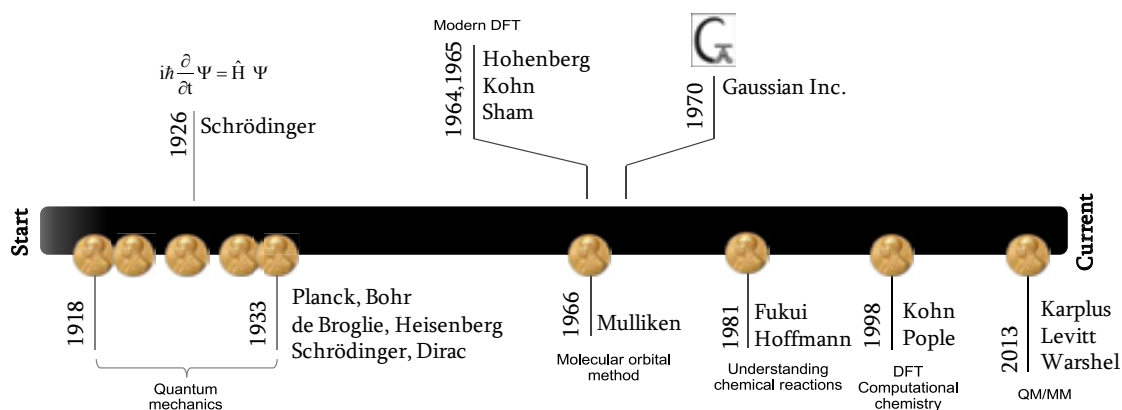 Modern DFT
1964,1965
Hohenberg
Kohn
Sham
G
1970
Gaussian Inc.
iħ ∂/∂t Ψ = Ĥ Ψ
1926
Schrödinger
Start
Current
1918
1933
Planck, Bohr
de Broglie, Heisenberg
Schrödinger, Dirac
Quantum
mechanics
1966
Mulliken
Molecular orbital
method
1981
Fukui
Hoffmann
Understanding
chemical reactions
1998
Kohn
Pople
DFT
Computational
chemistry
2013
Karplus
Levitt
Warshel
QM/MM